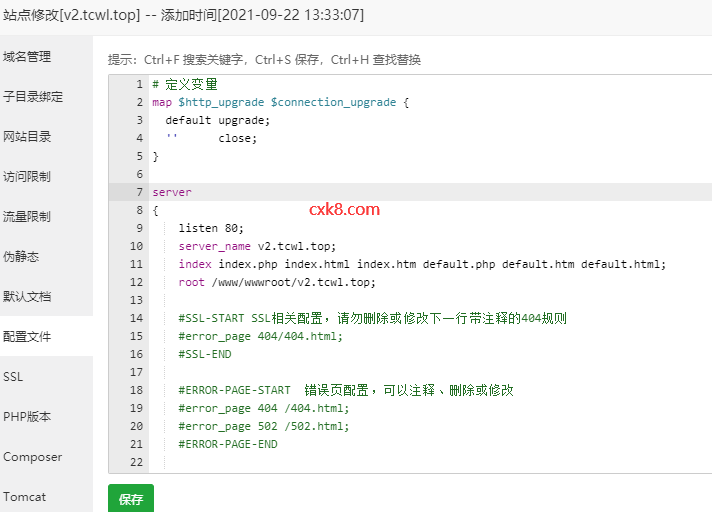 站点修改[v2.tcwl.top] -- 添加时间[2021-09-22 13:33:07]
域名管理
子目录绑定
网站目录
访问限制
流量限制
伪静态
默认文档
配置文件
SSL
PHP版本
Composer
Tomcat
提示：Ctrl+F 搜索关键字，Ctrl+S 保存，Ctrl+H 查找替换
1 # 定义变量
2 map $http_upgrade $connection_upgrade {
3 default upgrade;
4 '' close;
5 }
6
7 server
8 {
cxk8.com
9 listen 80;
10 server_name v2.tcwl.top;
11 index index.php index.html index.htm default.php default.htm default.html;
12 root /www/wwwroot/v2.tcwl.top;
13
14 #SSL-START SSL相关配置，请勿删除或修改下一行带注释的404规则
15 #error_page 404/404.html;
16 #SSL-END
17
18 #ERROR-PAGE-START 错误页配置，可以注释、删除或修改
19 #error_page 404 /404.html;
20 #error_page 502 /502.html;
21 #ERROR-PAGE-END
22
保存